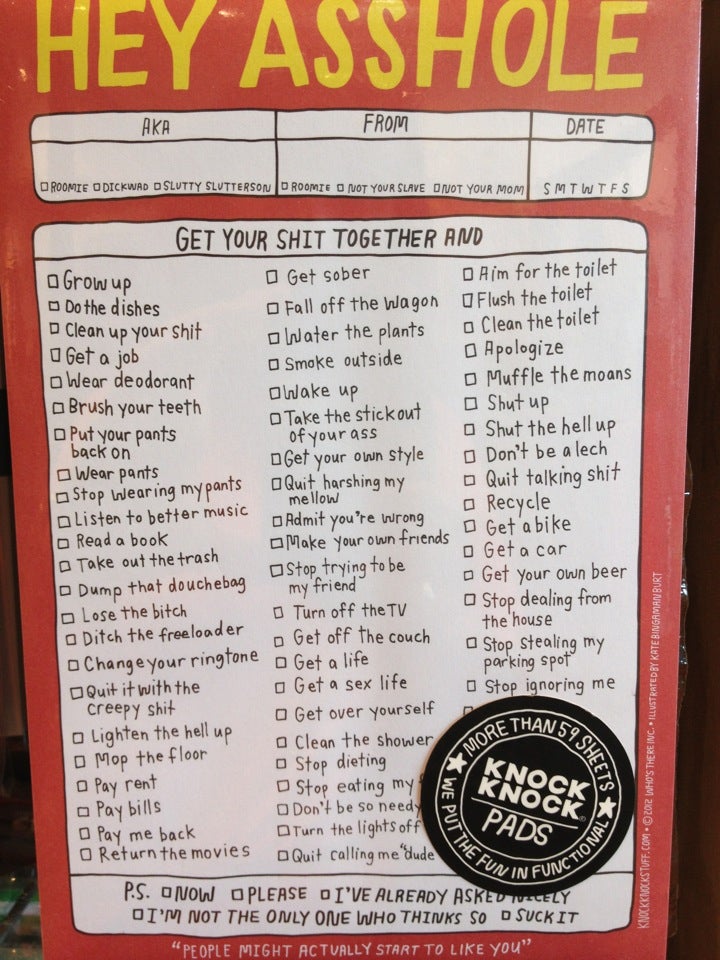 HEY ASSHOLE
AKA
FROM
DATE
□ ROOMIE □ DICKWAD □ SLUTTY SLUTTERSON
□ ROOMIE □ NOT YOUR SLAVE □ NOT YOUR MOM
S M T W T F S
GET YOUR SHIT TOGETHER AND
□ Grow up
□ Do the dishes
□ Clean up your shit
□ Get a job
□ Wear deodorant
□ Brush your teeth
□ Put your pants
back on
□ Wear pants
□ Stop wearing my pants
□ Listen to better music
□ Read a book
□ Take out the trash
□ Dump that douchebag
□ Lose the bitch
□ Ditch the freeloader
□ Change your ringtone
□ Quit it with the
creepy shit
□ Lighten the hell up
□ Mop the floor
□ Pay rent
□ Pay bills
□ Pay me back
□ Return the movies
□ Get sober
□ Fall off the wagon
□ Water the plants
□ Smoke outside
□ Wake up
□ Take the stick out
of your ass
□ Get your own style
□ Quit harshing my
mellow
□ Admit you're wrong
□ Make your own friends
□ Stop trying to be
my friend
□ Turn off the TV
□ Get off the couch
□ Get a life
□ Get a sex life
□ Get over yourself
□ Clean the shower
□ Stop dieting
□ Stop eating my
□ Don't be so needy
□ Turn the lights off
□ Quit calling me "dude
□ Aim for the toilet
□ Flush the toilet
□ Clean the toilet
□ Apologize
□ Muffle the moans
□ Shut up
□ Shut the hell up
□ Don't be a lech
□ Quit talking shit
□ Recycle
□ Get a bike
□ Get a car
□ Get your own beer
□ Stop dealing from
the house
□ Stop stealing my
parking spot
□ Stop ignoring me
MORE THAN 59 SHEETS
KNOCK
KNOCK®
PADS
WE PUT THE FUN IN FUNCTIONAL
P.S. □ NOW □ PLEASE □ I'VE ALREADY ASKED NICELY
□ I'M NOT THE ONLY ONE WHO THINKS SO □ SUCK IT
"PEOPLE MIGHT ACTUALLY START TO LIKE YOU"
KNOCKKNOCKSTUFF.COM • © 2012 WHO'S THERE INC. • ILLUSTRATED BY KATE BINGAMAN BURT